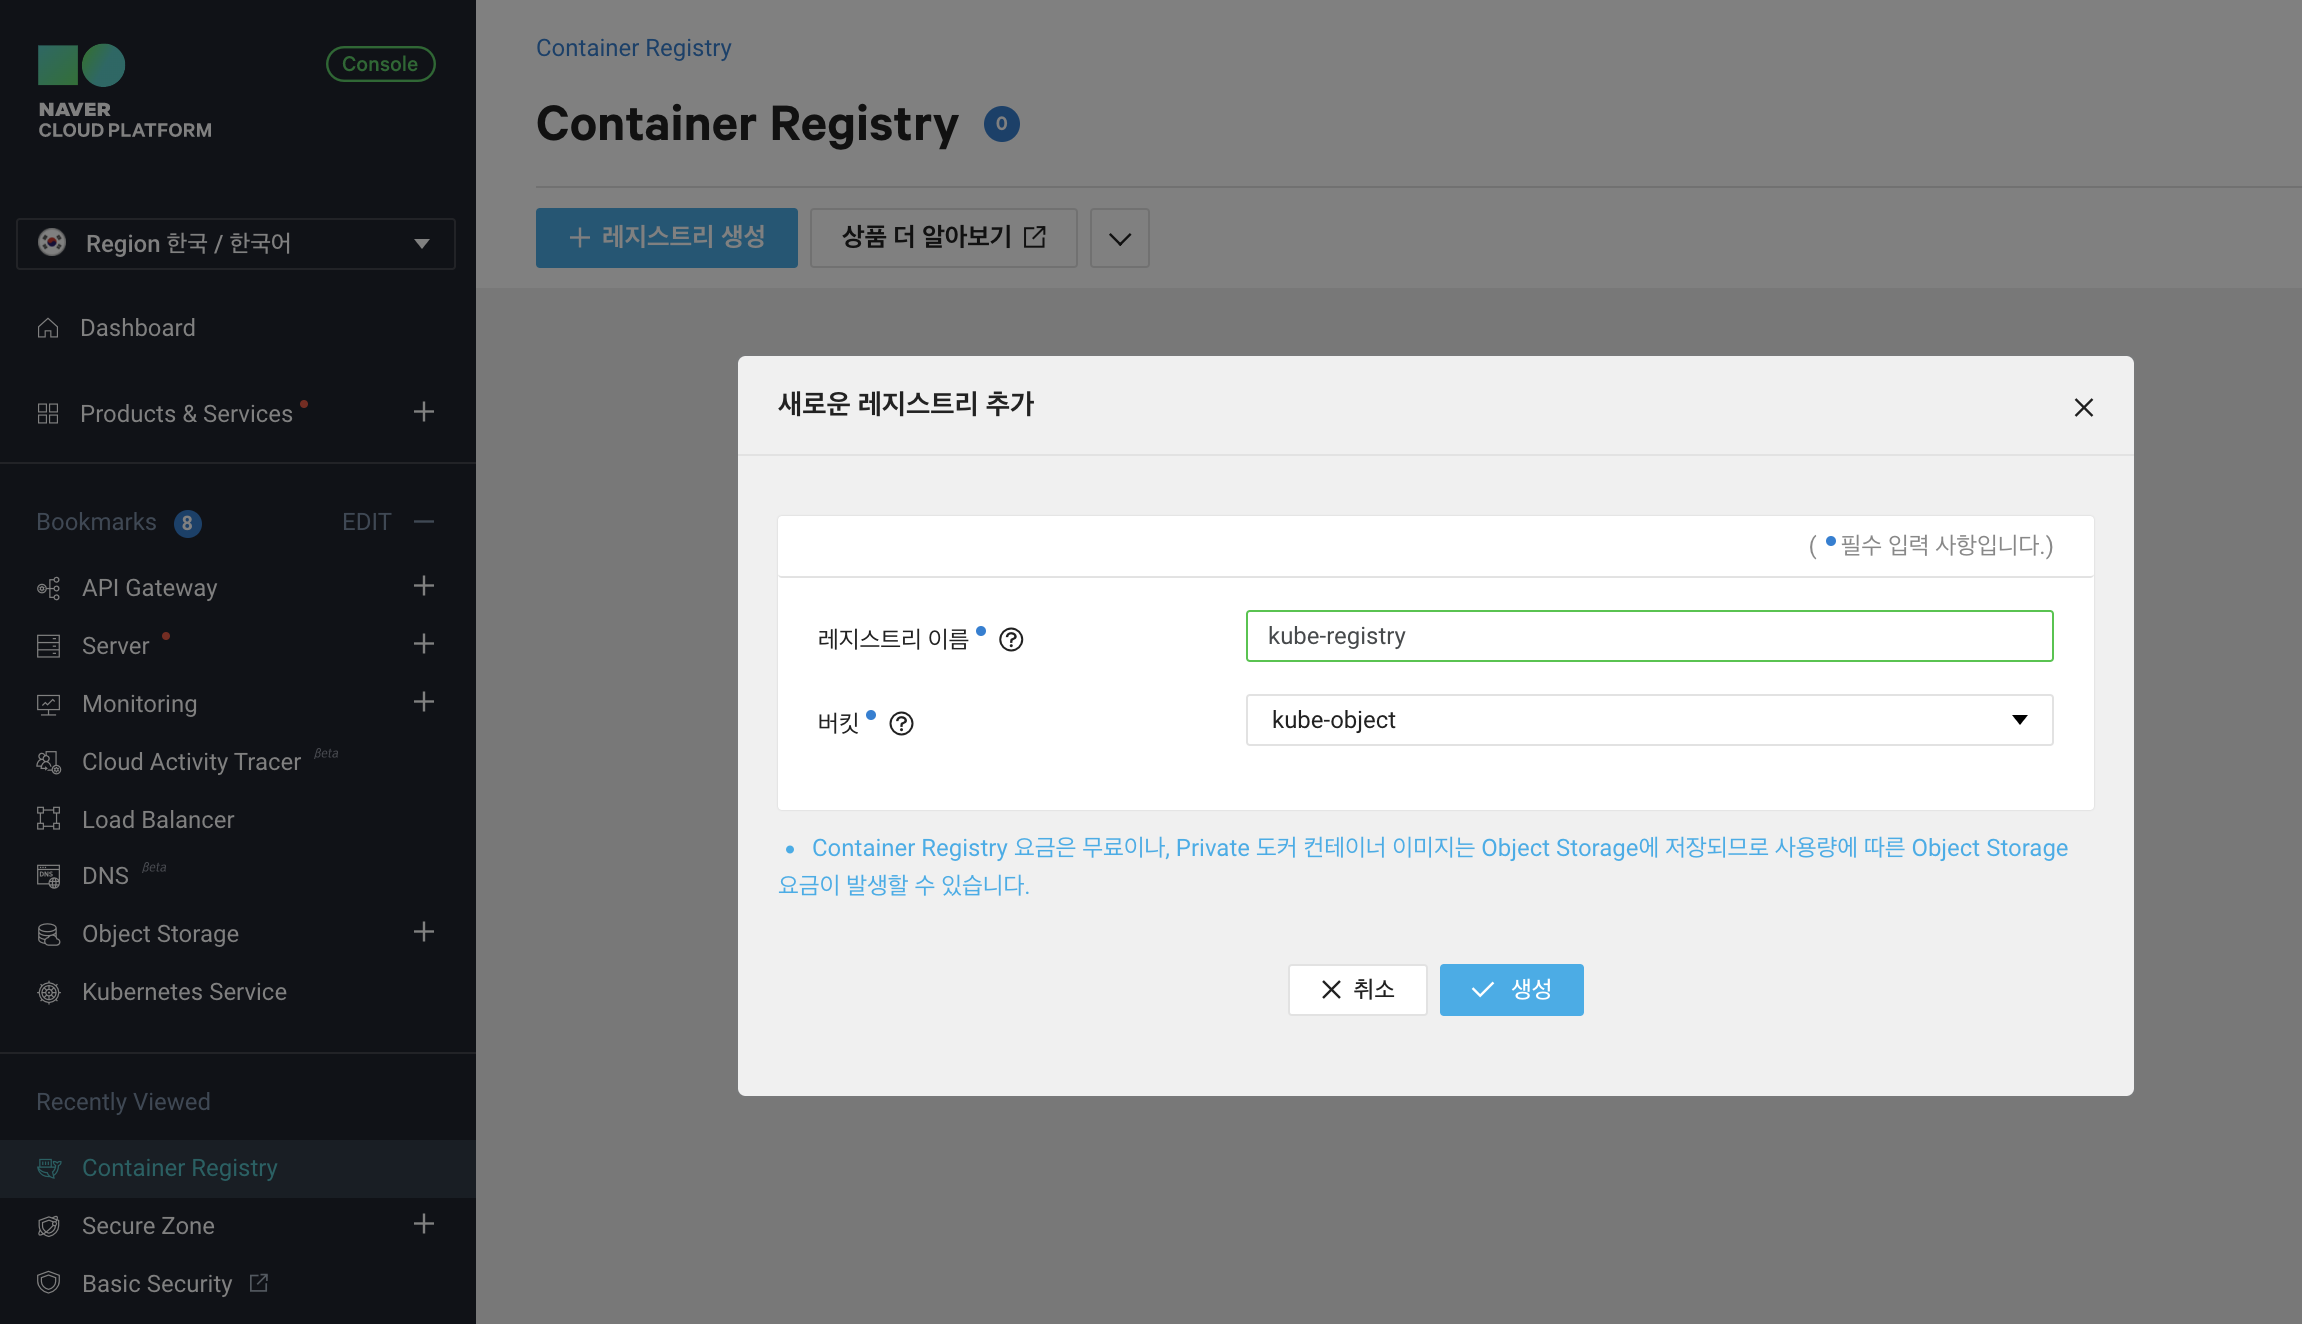 NAVER
CLOUD PLATFORM
Console
Region 한국 / 한국어
Dashboard
Products & Services
Bookmarks 8 EDIT
API Gateway
Server
Monitoring
Cloud Activity Tracer βeta
Load Balancer
DNS βeta
Object Storage
Kubernetes Service
Recently Viewed
Container Registry
Secure Zone
Basic Security
Container Registry
Container Registry 0
레지스트리 생성 상품 더 알아보기
새로운 레지스트리 추가
( •필수 입력 사항입니다.)
레지스트리 이름 • ? kube-registry
버킷 • ? kube-object
• Container Registry 요금은 무료이나, Private 도커 컨테이너 이미지는 Object Storage에 저장되므로 사용량에 따른 Object Storage
요금이 발생할 수 있습니다.
취소 생성